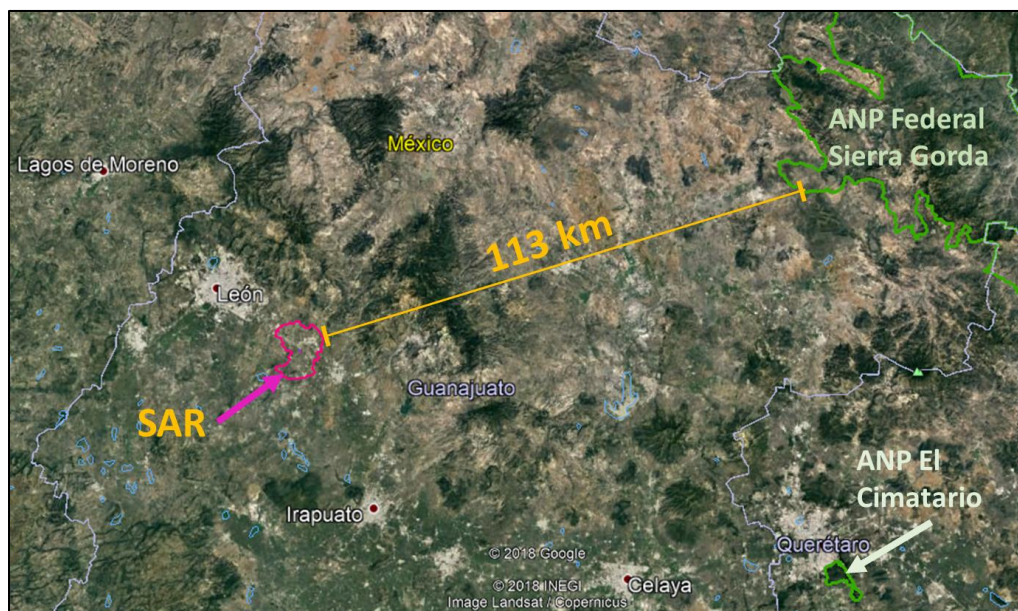 México
ANP Federal
Sierra Gorda
Lagos de Moreno
113 km
León
Guanajuato
SAR
ANP El
Cimatario
Irapuato
Querétaro
© 2018 Google
© 2018 INEGI
Celaya
Image Landsat / Copernicus